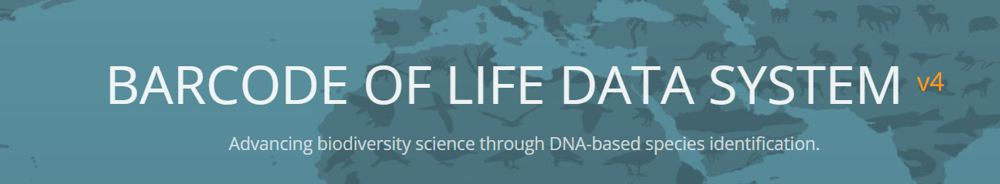 BARCODE OF LIFE DATA SYSTEM v4
Advancing biodiversity science through DNA-based species identification.